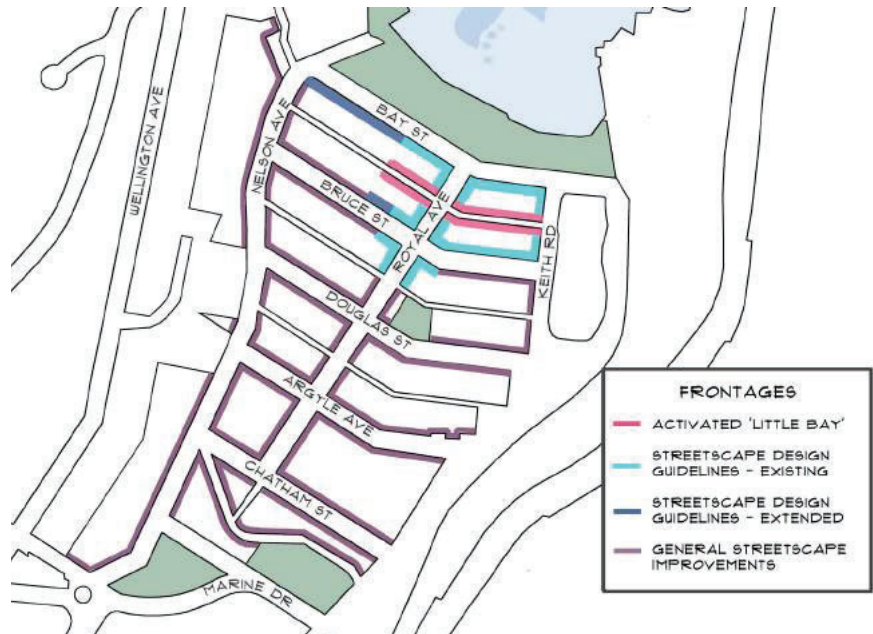 WELLINGTON AVE
NELSON AVE
BAY ST
BRUCE ST
ROYAL AVE
KEITH RD
DOUGLAS ST
ARGYLE AVE
CHATHAM ST
MARINE DR
FRONTAGES
ACTIVATED 'LITTLE BAY'
STREETSCAPE DESIGN
GUIDELINES - EXISTING
STREETSCAPE DESIGN
GUIDELINES - EXTENDED
GENERAL STREETSCAPE
IMPROVEMENTS